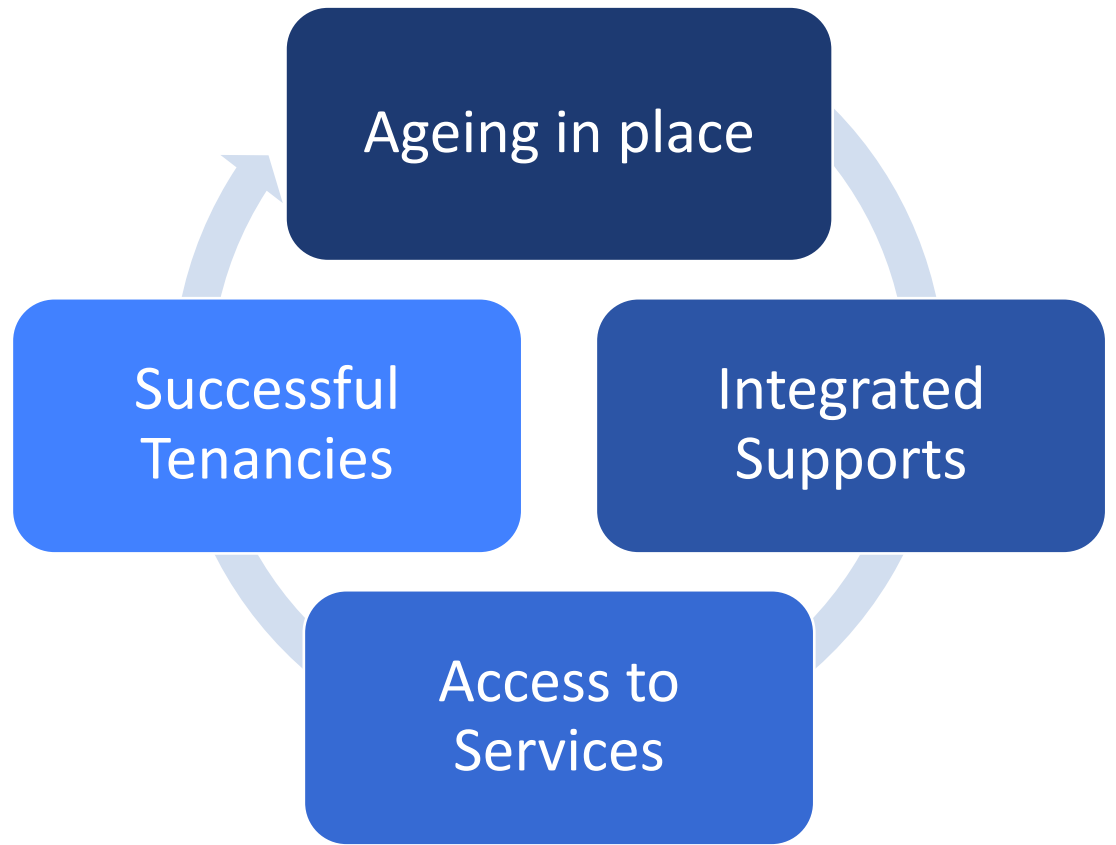 Ageing in place
Integrated
Supports
Access to
Services
Successful
Tenancies